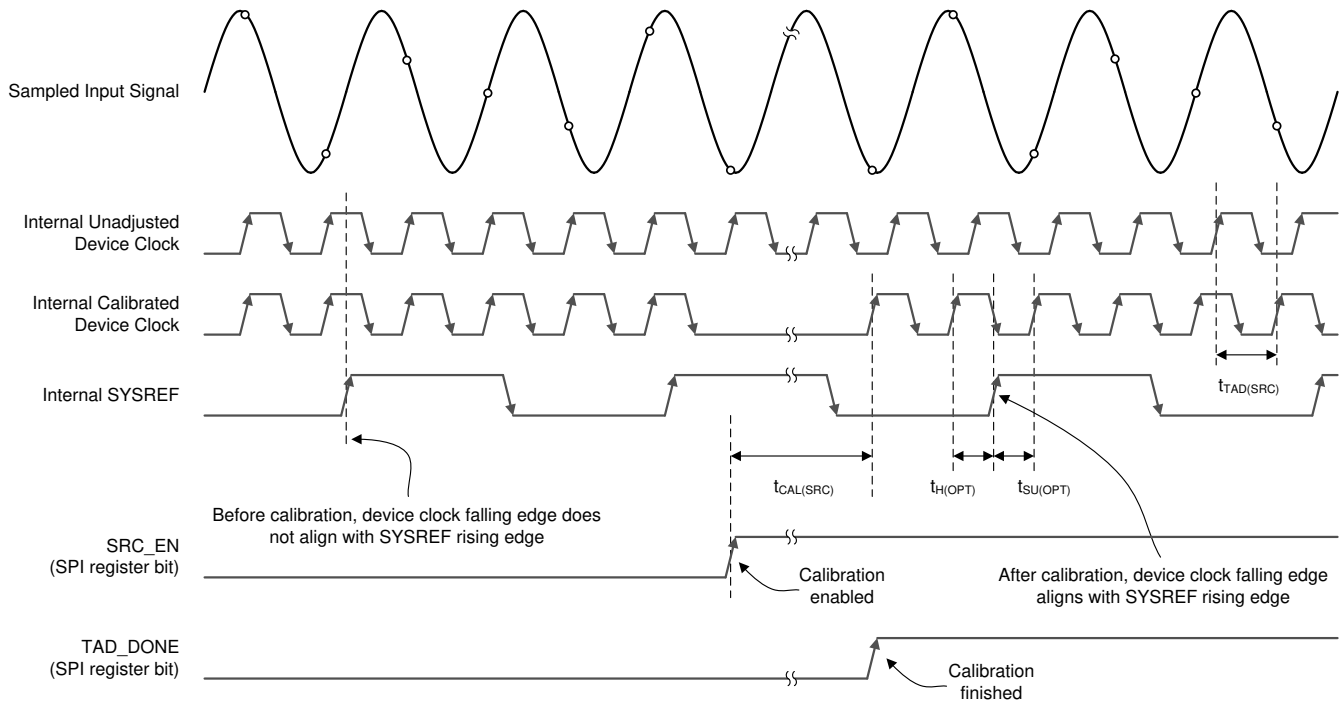 Sampled Input Signal
Internal Unadjusted
Device Clock
Internal Calibrated
Device Clock
Internal SYSREF
tTAD(SRC)
tCAL(SRC)
tH(OPT)
tSU(OPT)
Before calibration, device clock falling edge does
not align with SYSREF rising edge
SRC_EN
(SPI register bit)
Calibration
enabled
After calibration, device clock falling edge
aligns with SYSREF rising edge
TAD_DONE
(SPI register bit)
Calibration
finished